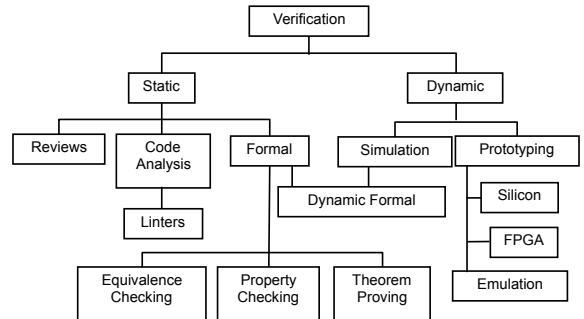 Verification
Static
Dynamic
Reviews
Code
Analysis
Formal
Simulation
Prototyping
Linters
Dynamic Formal
Silicon
FPGA
Equivalence
Checking
Property
Checking
Theorem
Proving
Emulation